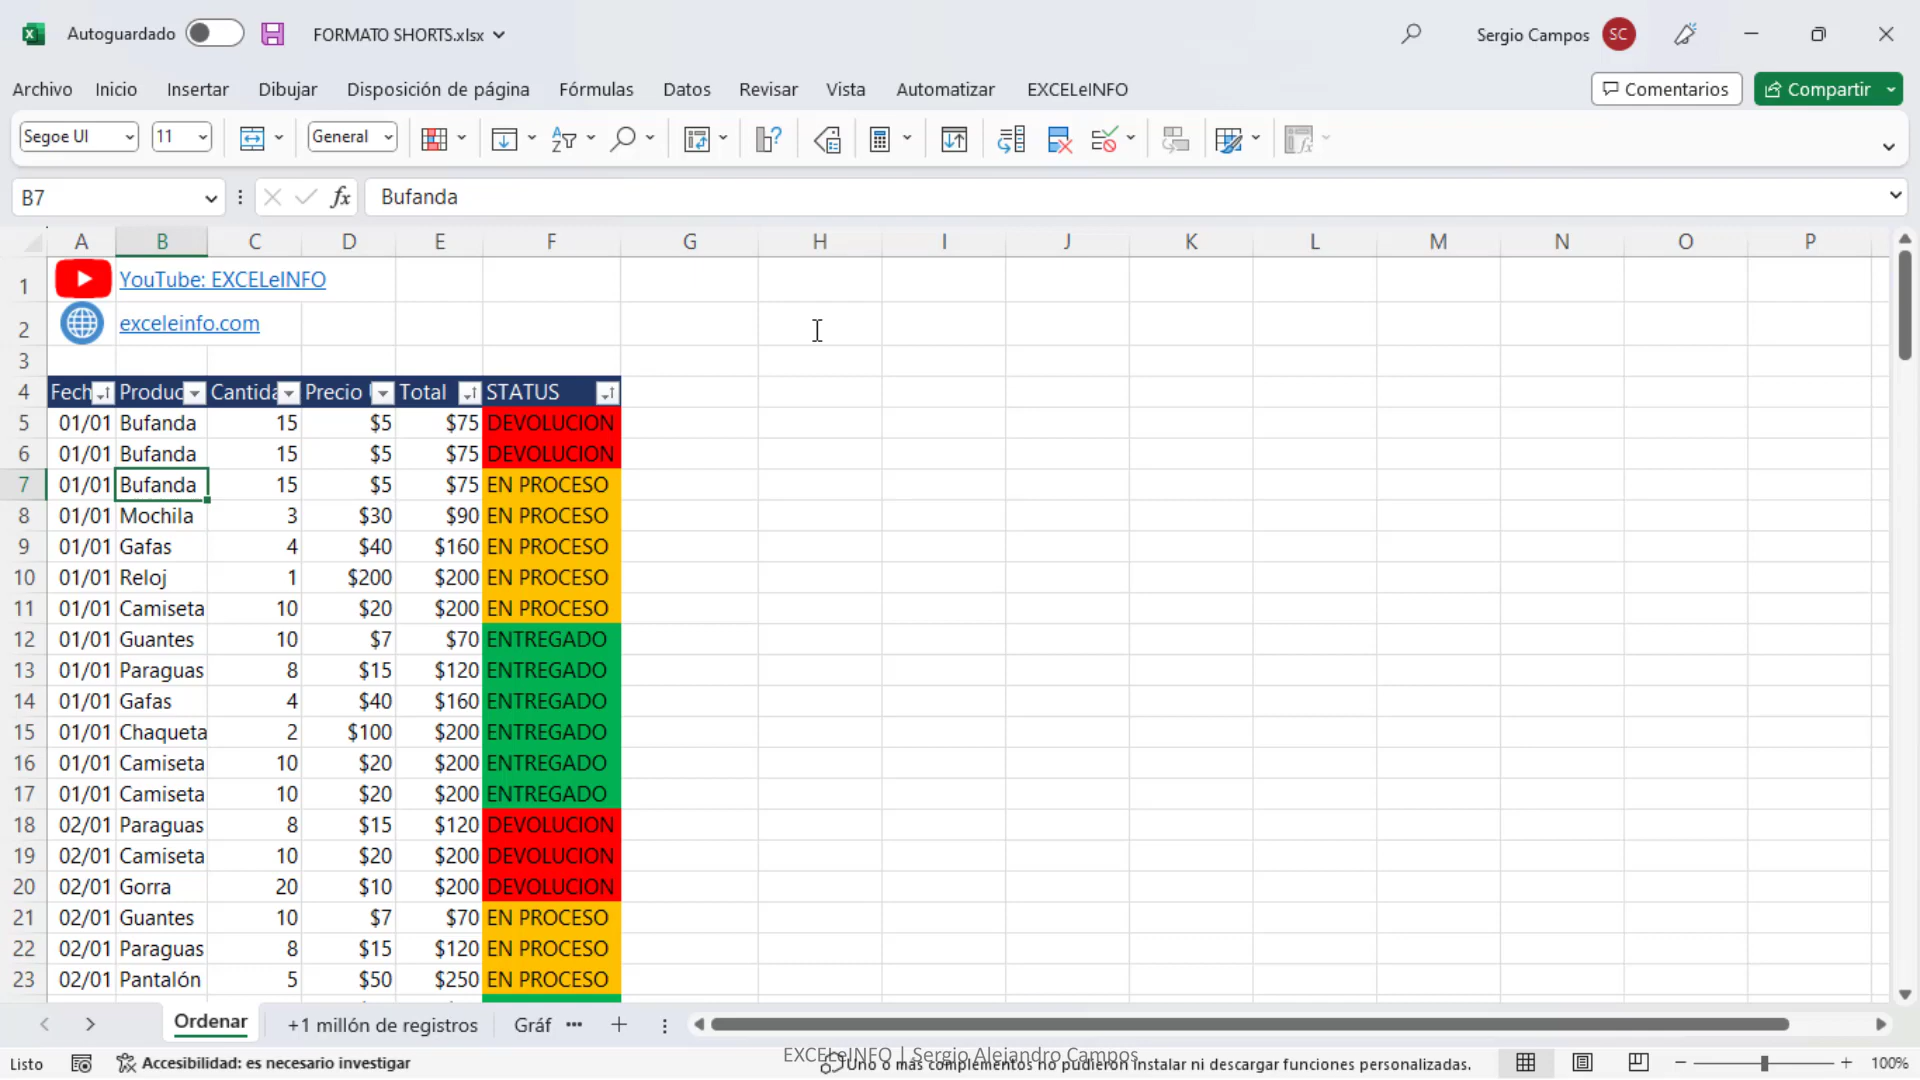 Autoguardado FORMATO SHORTS.xlsx Sergio Campos SC
Archivo Inicio Insertar Dibujar Disposición de página Fórmulas Datos Revisar Vista Automatizar EXCELeINFO Comentarios Compartir
Segoe UI 11 General
B7 fx Bufanda
A B C D E F G H I J K L M N O P
1 YouTube: EXCELeINFO
2 exceleinfo.com
3
4 Fech Produc Cantida Precio Total STATUS
5 01/01 Bufanda 15 $5 $75 DEVOLUCION
6 01/01 Bufanda 15 $5 $75 DEVOLUCION
7 01/01 Bufanda 15 $5 $75 EN PROCESO
8 01/01 Mochila 3 $30 $90 EN PROCESO
9 01/01 Gafas 4 $40 $160 EN PROCESO
10 01/01 Reloj 1 $200 $200 EN PROCESO
11 01/01 Camiseta 10 $20 $200 EN PROCESO
12 01/01 Guantes 10 $7 $70 ENTREGADO
13 01/01 Paraguas 8 $15 $120 ENTREGADO
14 01/01 Gafas 4 $40 $160 ENTREGADO
15 01/01 Chaqueta 2 $100 $200 ENTREGADO
16 01/01 Camiseta 10 $20 $200 ENTREGADO
17 01/01 Camiseta 10 $20 $200 ENTREGADO
18 02/01 Paraguas 8 $15 $120 DEVOLUCION
19 02/01 Camiseta 10 $20 $200 DEVOLUCION
20 02/01 Gorra 20 $10 $200 DEVOLUCION
21 02/01 Guantes 10 $7 $70 EN PROCESO
22 02/01 Paraguas 8 $15 $120 EN PROCESO
23 02/01 Pantalón 5 $50 $250 EN PROCESO
Ordenar +1 millón de registros Gráf ···
EXCELeINFO | Sergio Alejandro Campos
Listo Accesibilidad: es necesario investigar Uno o más complementos no pudieron instalar ni descargar funciones personalizadas. 100%